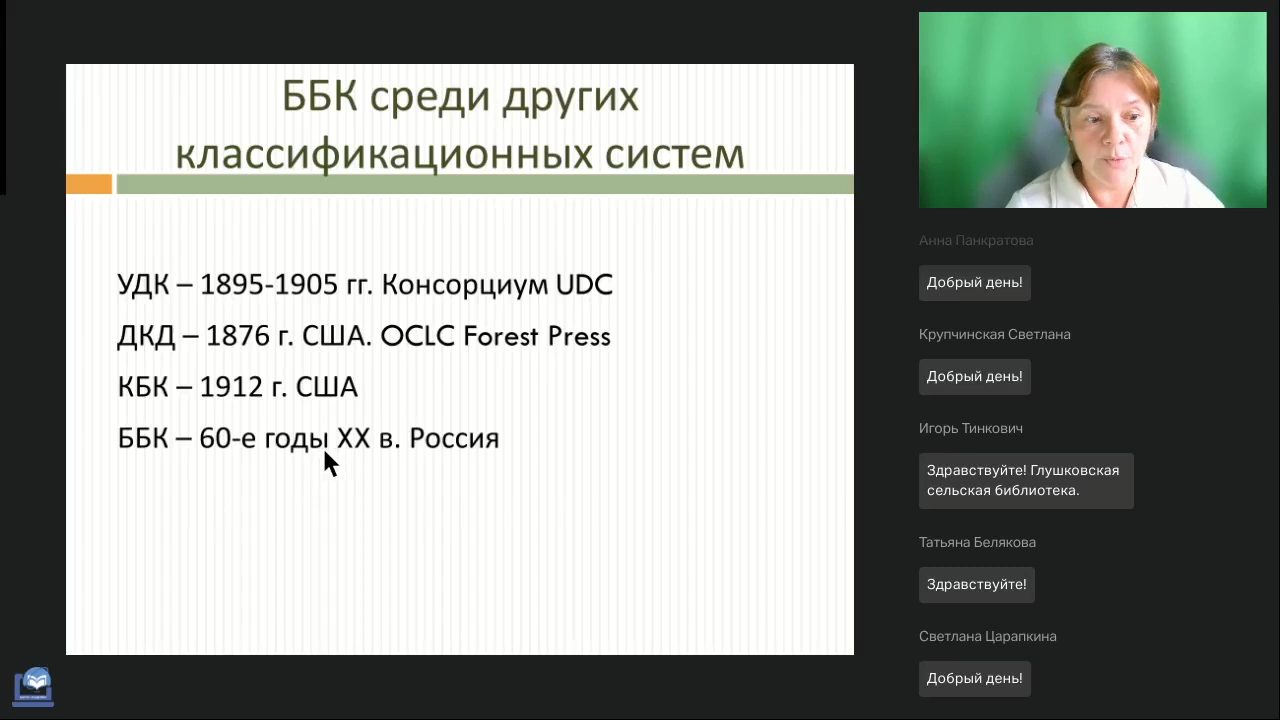 ББК среди других
классификационных систем
УДК – 1895-1905 гг. Консорциум UDC
ДКД – 1876 г. США. OCLC Forest Press
КБК – 1912 г. США
ББК – 60-е годы XX в. Россия
Анна Панкратова
Добрый день!
Крупчинская Светлана
Добрый день!
Игорь Тинкович
Здравствуйте! Глушковская
сельская библиотека.
Татьяна Белякова
Здравствуйте!
Светлана Царапкина
Добрый день!